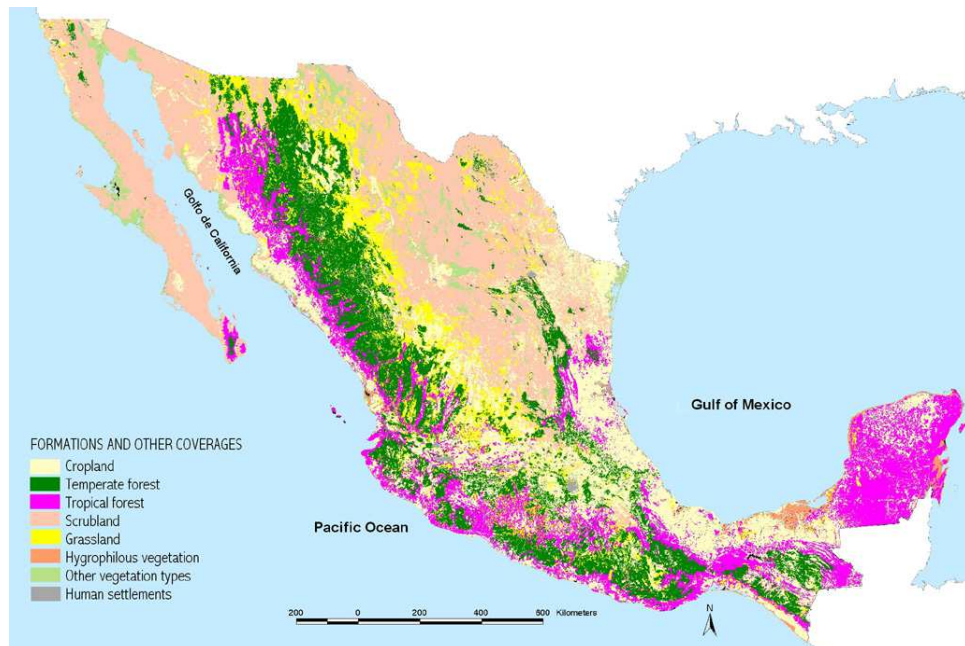 Golfo de California
Gulf of Mexico
Pacific Ocean
FORMATIONS AND OTHER COVERAGES
Cropland
Temperate forest
Tropical forest
Scrubland
Grassland
Hygrophilous vegetation
Other vegetation types
Human settlements
200 0 200 400 600 Kilometers
N